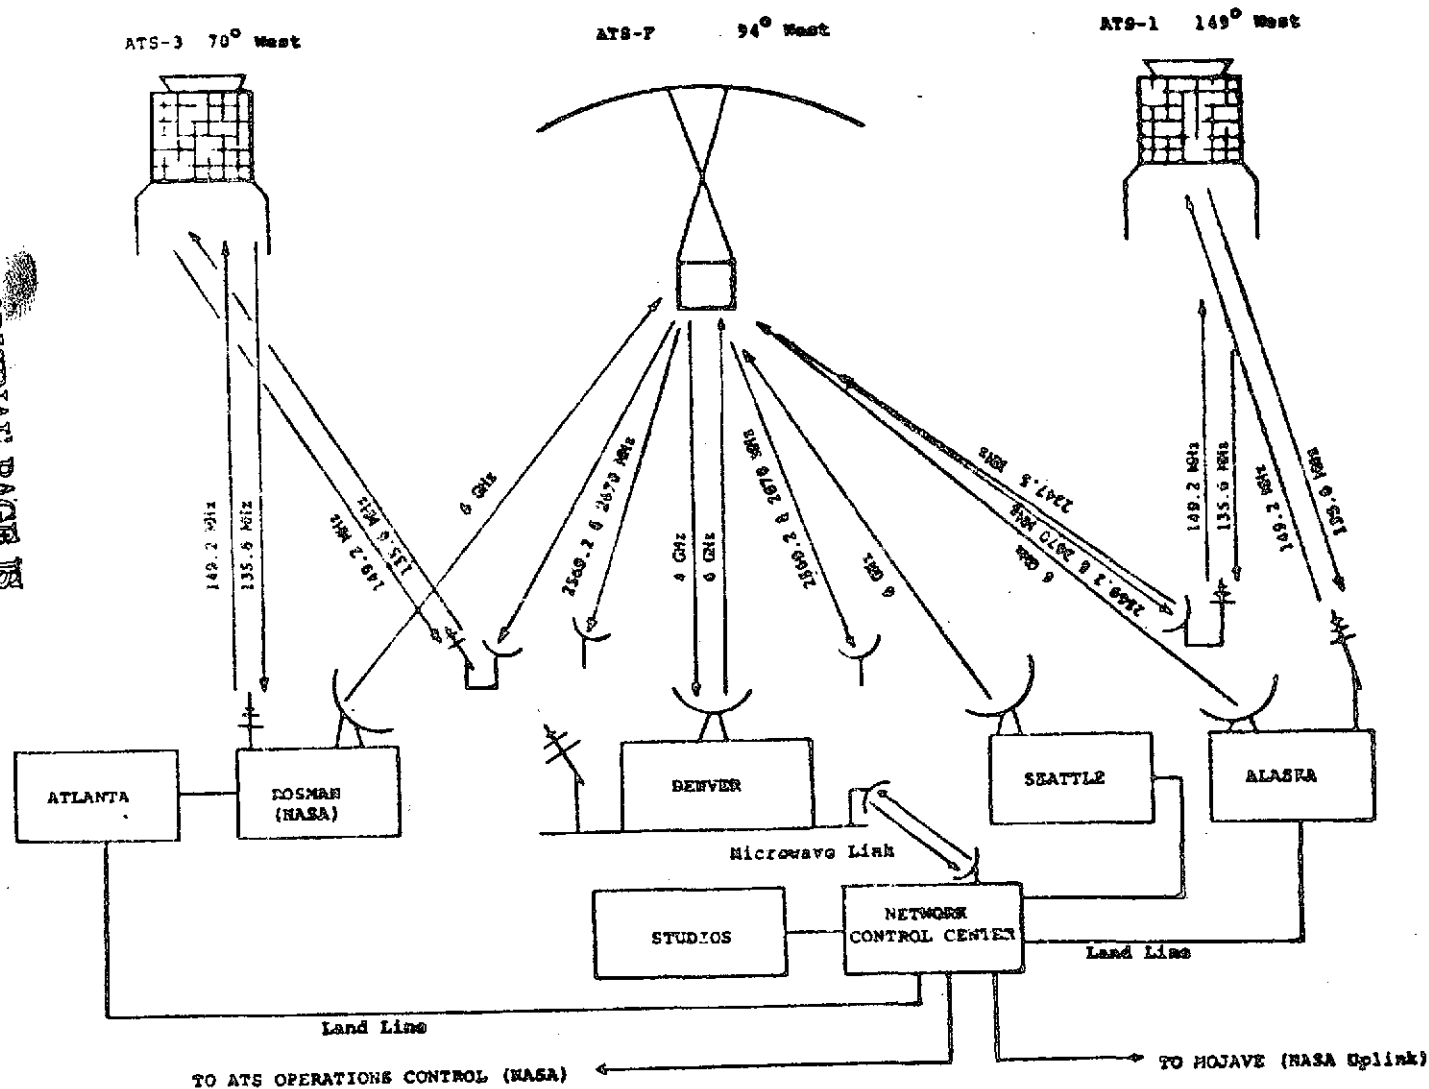 ATS-3 70° West
ATS-F 94° West
ATS-1 149° West
149.2 MHz
135.6 MHz
149.2 MHz
135.6 MHz
6 GHz
2569.2 @ 2670 MHz
4 GHz
6 GHz
2569.2 @ 2670 MHz
6 GHz
2247.5 MHz
2569.2 @ 2670 MHz
6 GHz
149.2 MHz
135.6 MHz
149.2 MHz
135.6 MHz
ATLANTA
ROSMAN
(NASA)
DENVER
SEATTLE
ALASKA
Microwave Link
STUDIOS
NETWORK
CONTROL CENTER
Land Line
Land Line
TO ATS OPERATIONS CONTROL (NASA)
TO MOJAVE (NASA Uplink)
PAGE IS